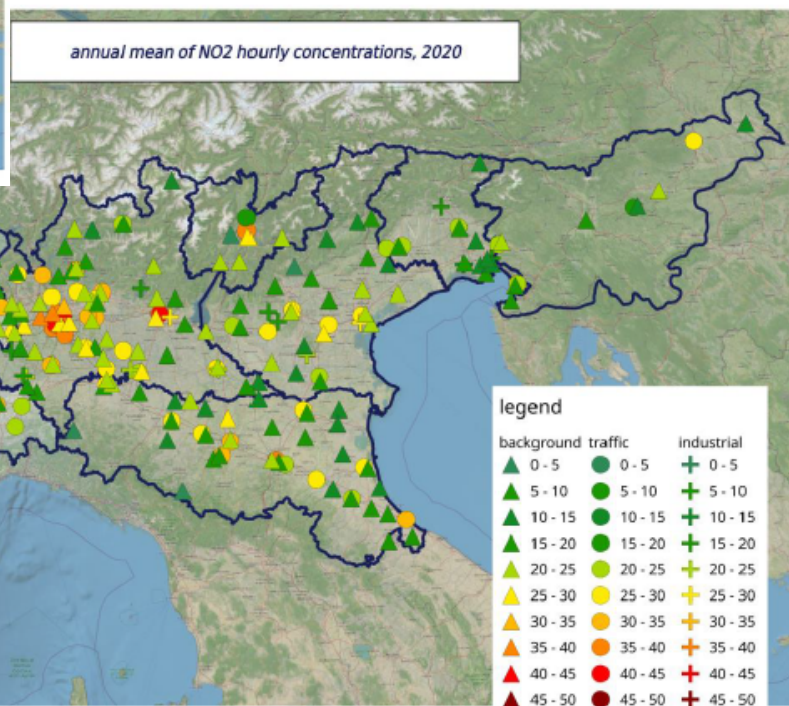 annual mean of NO2 hourly concentrations, 2020
legend
background traffic industrial
0 - 5 0 - 5 0 - 5
5 - 10 5 - 10 5 - 10
10 - 15 10 - 15 10 - 15
15 - 20 15 - 20 15 - 20
20 - 25 20 - 25 20 - 25
25 - 30 25 - 30 25 - 30
30 - 35 30 - 35 30 - 35
35 - 40 35 - 40 35 - 40
40 - 45 40 - 45 40 - 45
45 - 50 45 - 50 45 - 50